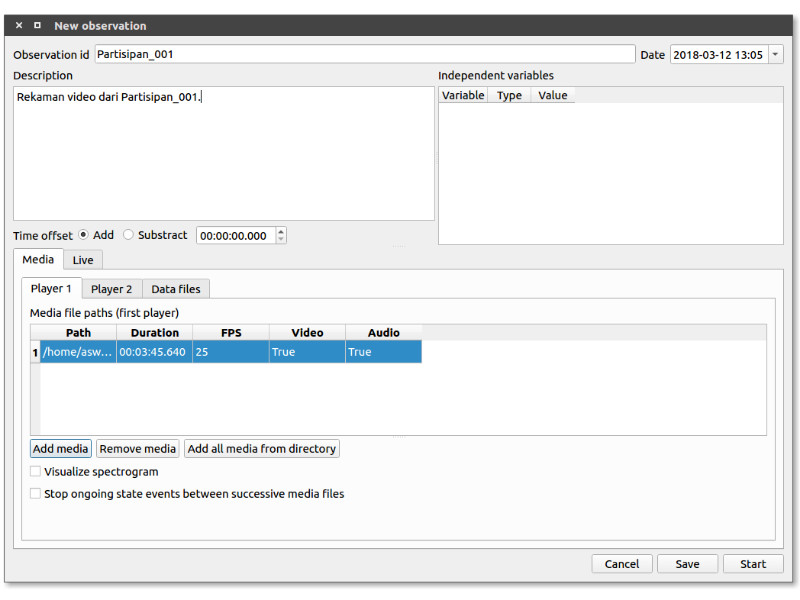 New observation
Observation id Partisipan_001 Date 2018-03-12 13:05
Description Independent variables
Rekaman video dari Partisipan_001.
Variable Type Value
Time offset Add Substract 00:00:00.000
Media Live
Player 1 Player 2 Data files
Media file paths (first player)
Path Duration FPS Video Audio
1 /home/asw... 00:03:45.640 25 True True
Add media Remove media Add all media from directory
Visualize spectrogram
Stop ongoing state events between successive media files
Cancel Save Start